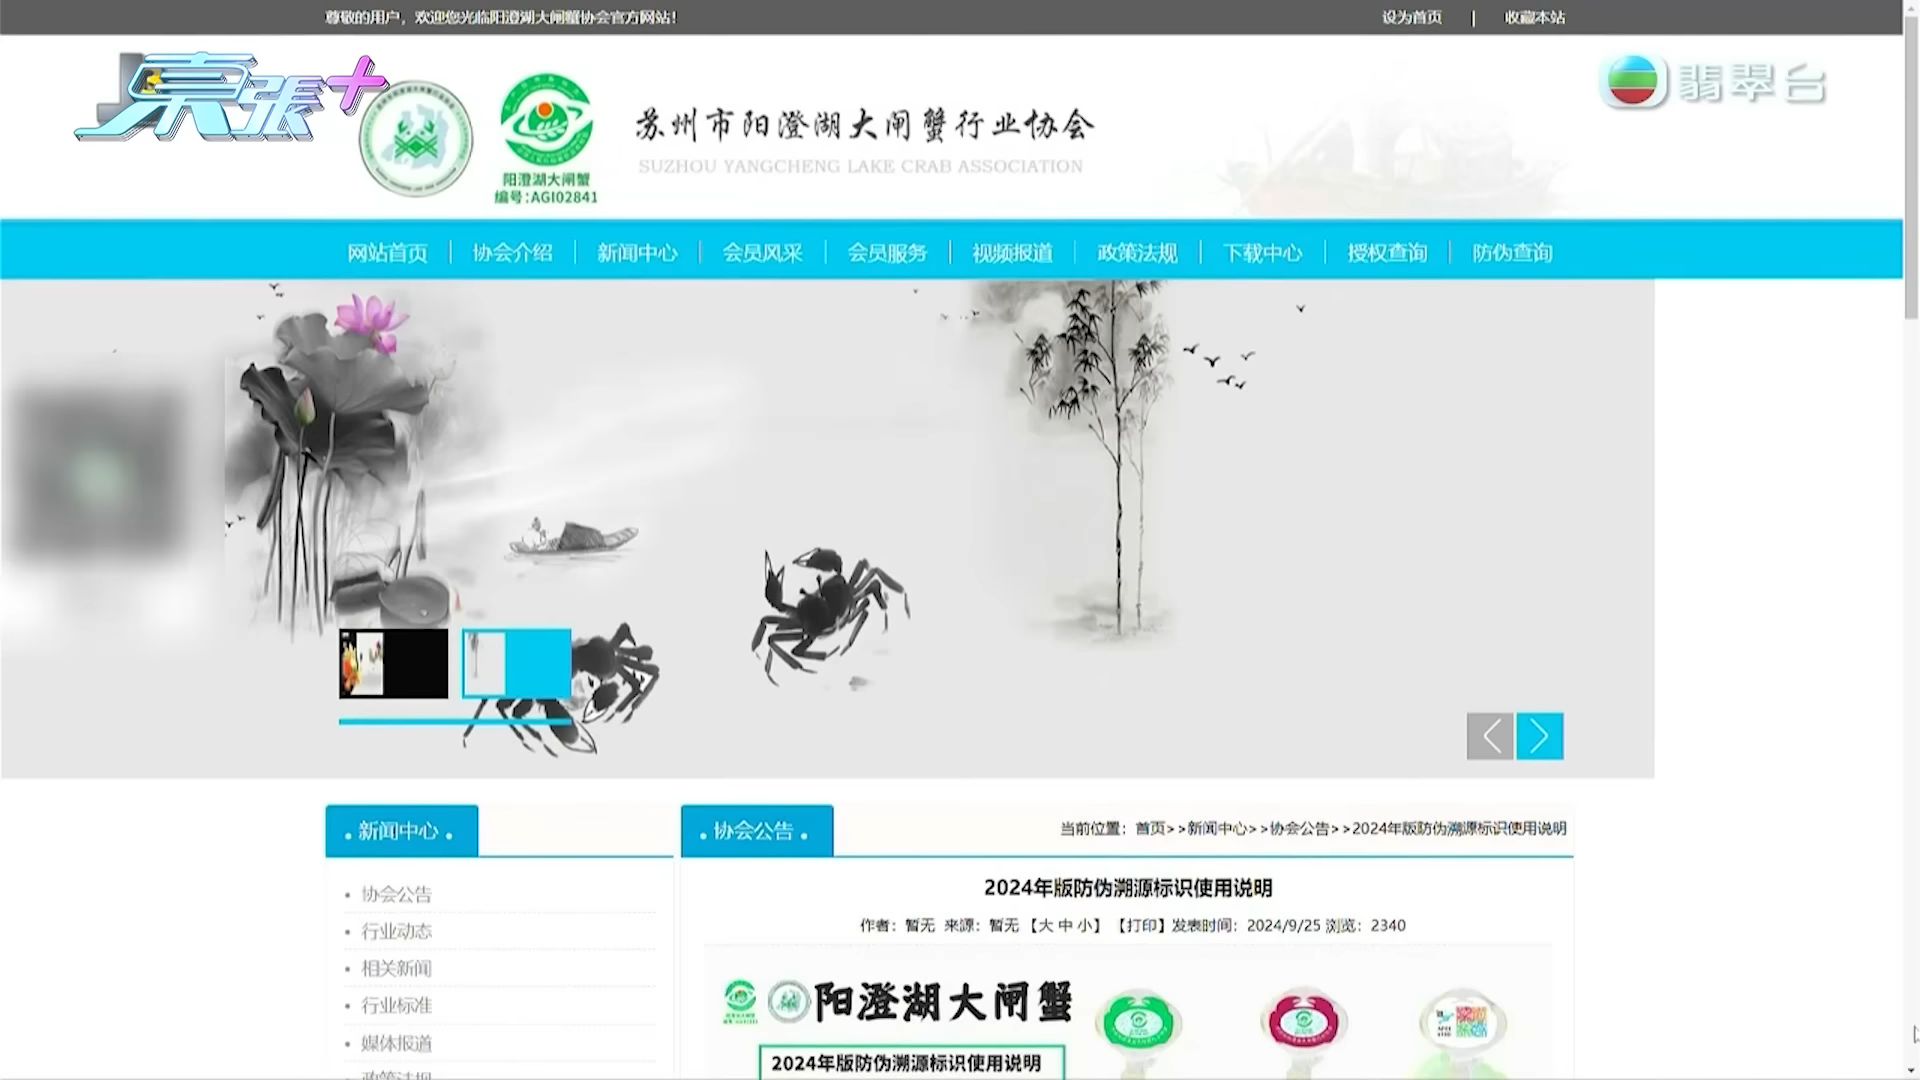 尊敬的用户，欢迎您光临阳澄湖大闸蟹协会官方网站！
设为首页 | 收藏本站
東張+
翡翠台
阳澄湖大闸蟹
编号：AGI02841
苏州市阳澄湖大闸蟹行业协会
SUZHOU YANGCHENG LAKE CRAB ASSOCIATION
网站首页 | 协会介绍 | 新闻中心 | 会员风采 | 会员服务 | 视频报道 | 政策法规 | 下载中心 | 授权查询 | 防伪查询
新闻中心
协会公告
行业动态
相关新闻
行业标准
媒体报道
政策法规
协会公告
当前位置：首页>>新闻中心>>协会公告>>2024年版防伪溯源标识使用说明
2024年版防伪溯源标识使用说明
作者：暂无 来源：暂无 【大 中 小】 【打印】发表时间：2024/9/25 浏览：2340
阳澄湖大闸蟹
2024年版防伪溯源标识使用说明